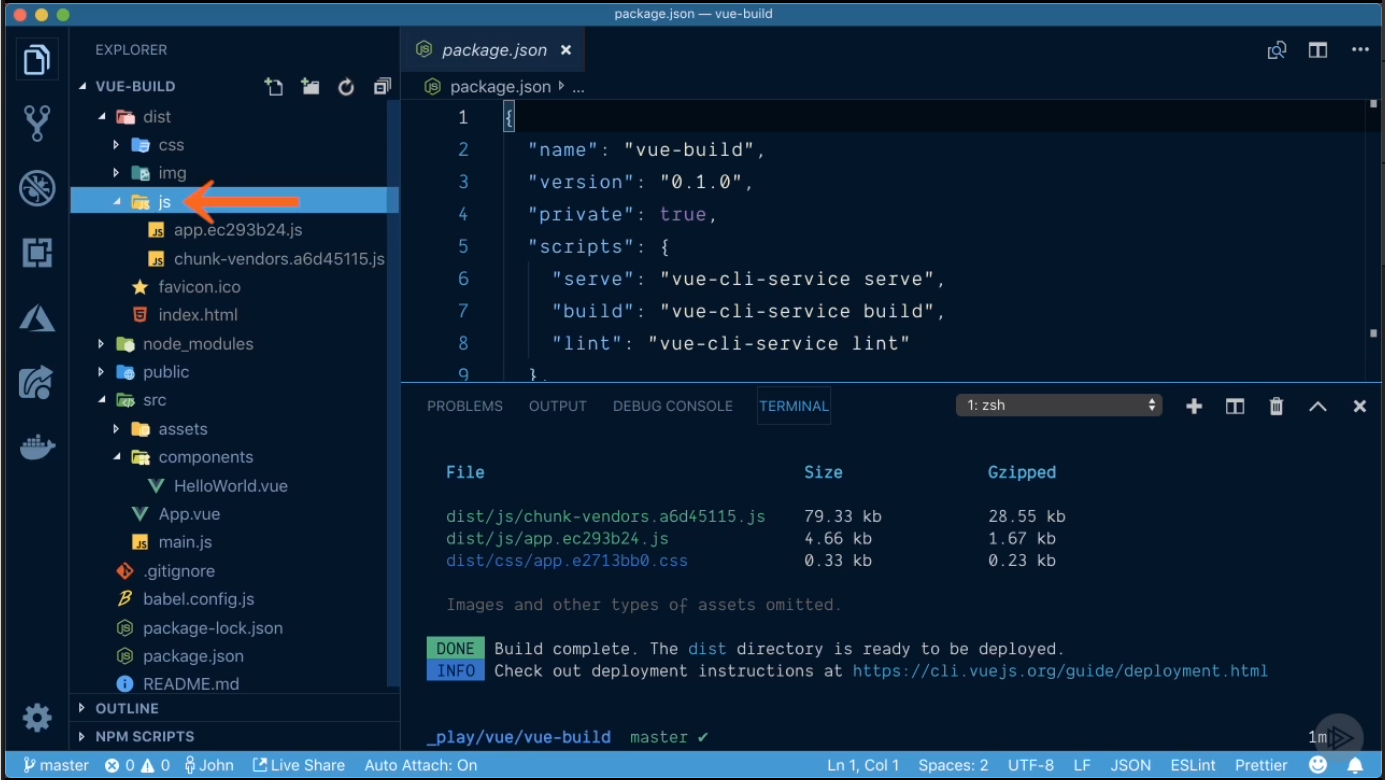 package.json — vue-build
EXPLORER
VUE-BUILD
dist
css
img
js
app.ec293b24.js
chunk-vendors.a6d45115.js
favicon.ico
index.html
node_modules
public
src
assets
components
HelloWorld.vue
App.vue
main.js
.gitignore
babel.config.js
package-lock.json
package.json
README.md
OUTLINE
NPM SCRIPTS
package.json ×
package.json ...
1 {
2 "name": "vue-build",
3 "version": "0.1.0",
4 "private": true,
5 "scripts": {
6 "serve": "vue-cli-service serve",
7 "build": "vue-cli-service build",
8 "lint": "vue-cli-service lint"
9 },
PROBLEMS OUTPUT DEBUG CONSOLE TERMINAL 1: zsh
File Size Gzipped
dist/js/chunk-vendors.a6d45115.js 79.33 kb 28.55 kb
dist/js/app.ec293b24.js 4.66 kb 1.67 kb
dist/css/app.e2713bb0.css 0.33 kb 0.23 kb
Images and other types of assets omitted.
DONE Build complete. The dist directory is ready to be deployed.
INFO Check out deployment instructions at https://cli.vuejs.org/guide/deployment.html
_play/vue/vue-build master ✔ 1m
master 0 0 John Live Share Auto Attach: On Ln 1, Col 1 Spaces: 2 UTF-8 LF JSON ESLint Prettier